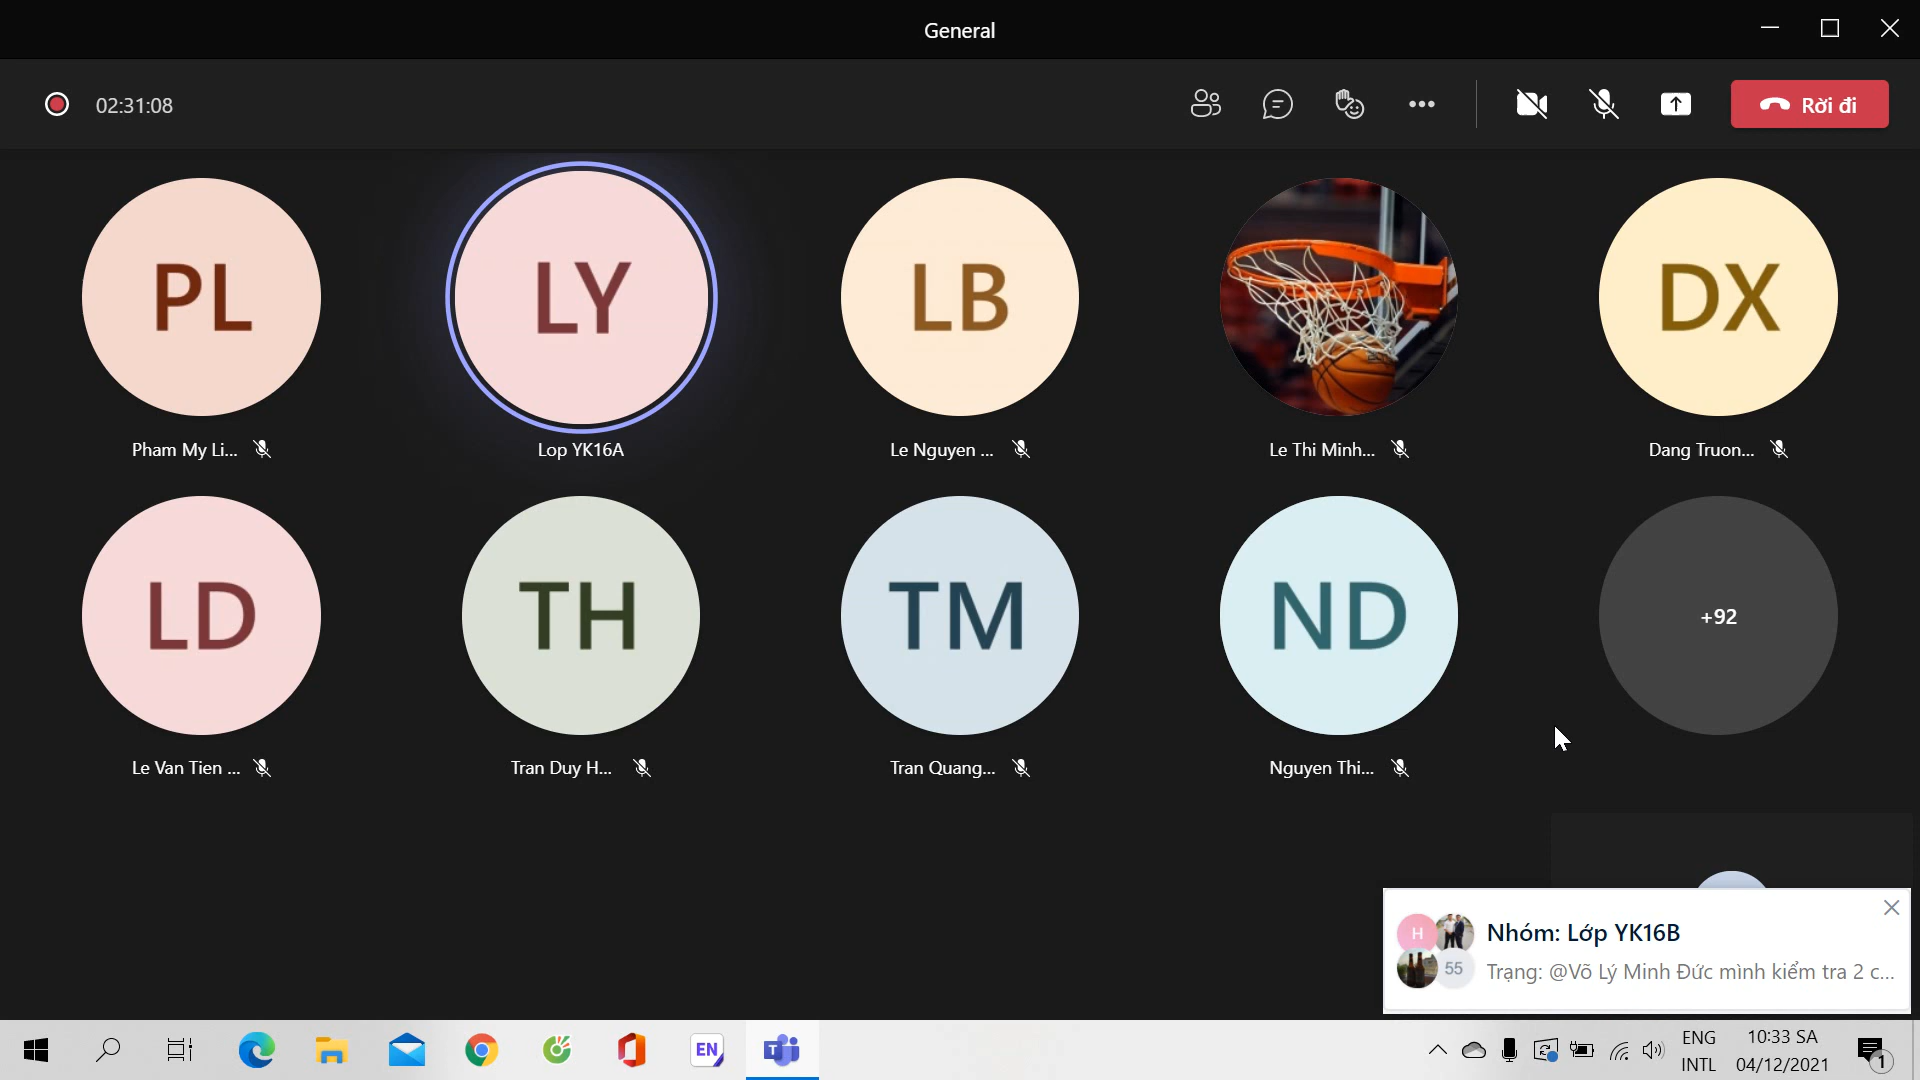 General
02:31:08
Rời đi
PL
LY
LB
DX
Pham My Li...
Lop YK16A
Le Nguyen ...
Le Thi Minh...
Dang Truon...
LD
TH
TM
ND
+92
Le Van Tien ...
Tran Duy H...
Tran Quang...
Nguyen Thi...
H
55
Nhóm: Lớp YK16B
Trạng: @Võ Lý Minh Đức mình kiểm tra 2 c...
EN
T
ENG
INTL
10:33 SA
04/12/2021
1